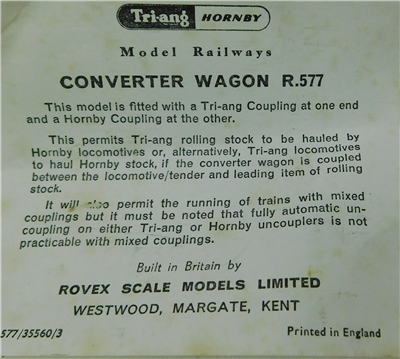 Tri-ang HORNBY
Model Railways
CONVERTER WAGON R.577
This model is fitted with a Tri-ang Coupling at one end
and a Hornby Coupling at the other.
This permits Tri-ang rolling stock to be hauled by
Hornby locomotives or, alternatively, Tri-ang locomotives
to haul Hornby stock, if the converter wagon is coupled
between the locomotive/tender and leading item of rolling
stock.
It will also permit the running of trains with mixed
couplings but it must be noted that fully automatic un-
coupling on either Tri-ang or Hornby uncouplers is not
practicable with mixed couplings.
Built in Britain by
ROVEX SCALE MODELS LIMITED
WESTWOOD, MARGATE, KENT
577/35560/3 Printed in England